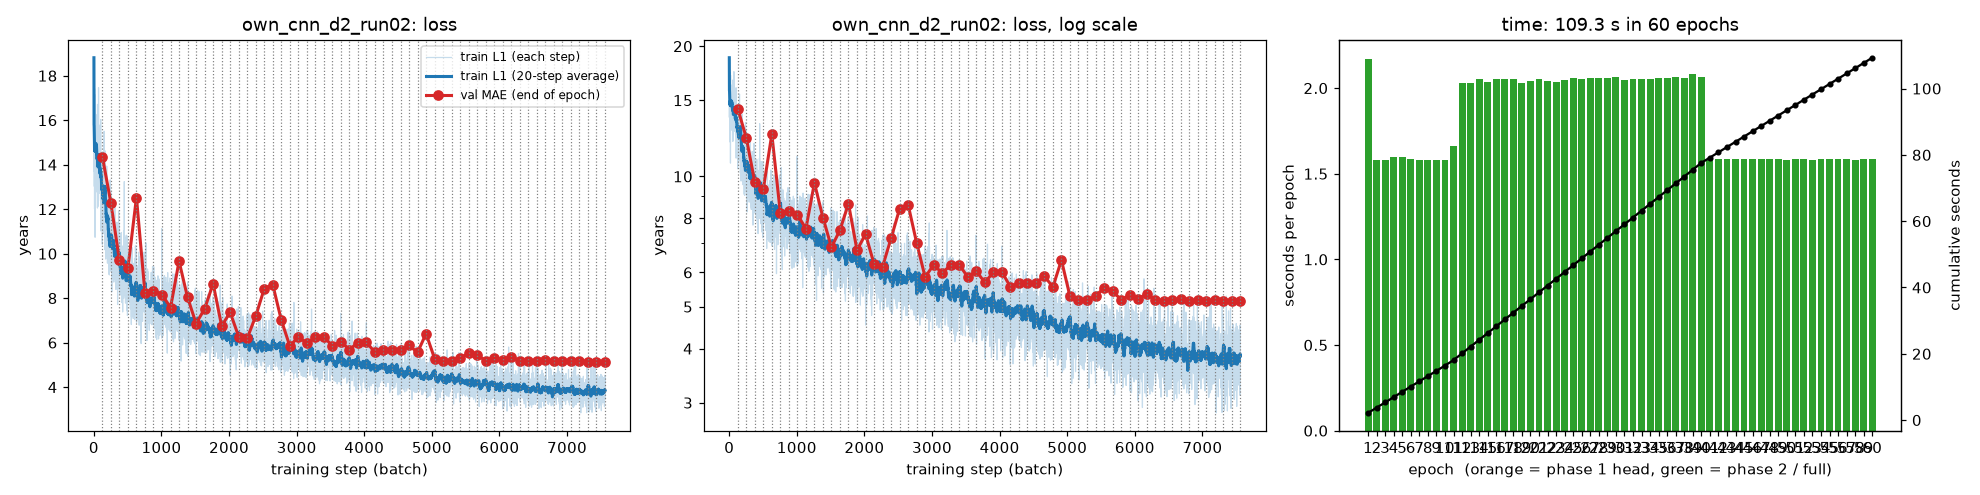 own_cnn_d2_run02: loss
years
18
16
14
12
10
8
6
4
train L1 (each step)
train L1 (20-step average)
val MAE (end of epoch)
0 1000 2000 3000 4000 5000 6000 7000
training step (batch)
own_cnn_d2_run02: loss, log scale
years
20
15
10
8
6
5
4
3
0 1000 2000 3000 4000 5000 6000 7000
training step (batch)
time: 109.3 s in 60 epochs
seconds per epoch
2.0
1.5
1.0
0.5
0.0
100
80
60
40
20
0
cumulative seconds
epoch (orange = phase 1 head, green = phase 2 / full)